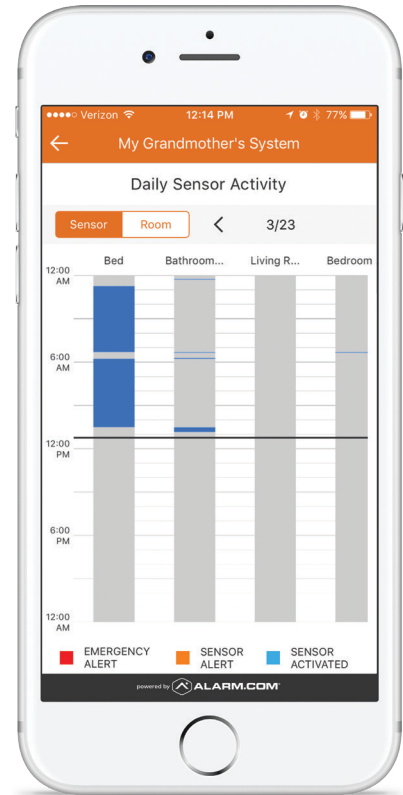 Verizon 12:14 PM 77%
My Grandmother's System
Daily Sensor Activity
Sensor Room 3/23
Bed Bathroom... Living R... Bedroom
12:00
AM
6:00
AM
12:00
PM
6:00
PM
12:00
AM
EMERGENCY
ALERT
SENSOR
ALERT
SENSOR
ACTIVATED
powered by ALARM.COM